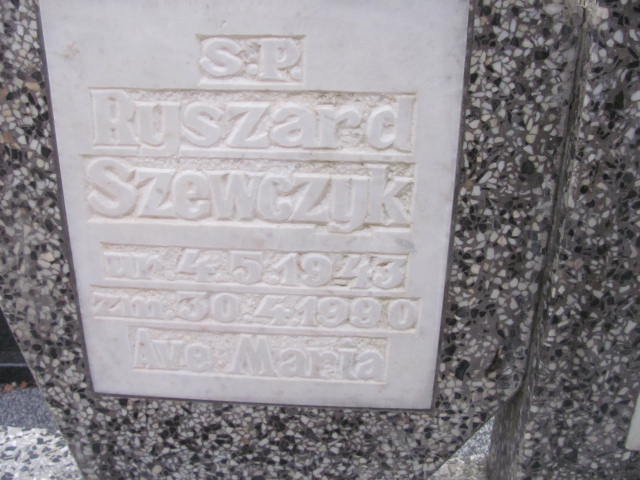 S.P.
Ryszard
Szewczyk
ur. 4.5.1943
zm. 30.4.1990
Ave Maria